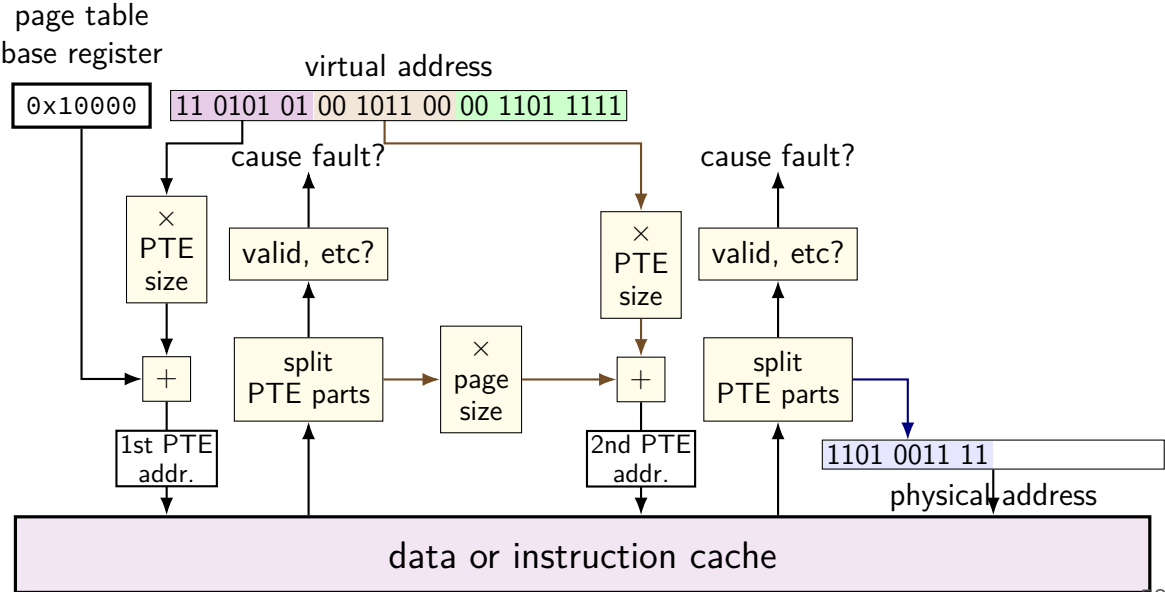 page table
base register
virtual address
0x10000
11 0101 01 00 1011 00 00 1101 1111
cause fault?
cause fault?
×
PTE
size
valid, etc?
×
PTE
size
valid, etc?
+
split
PTE parts
×
page
size
+
split
PTE parts
1st PTE
addr.
2nd PTE
addr.
1101 0011 11
physical address
data or instruction cache